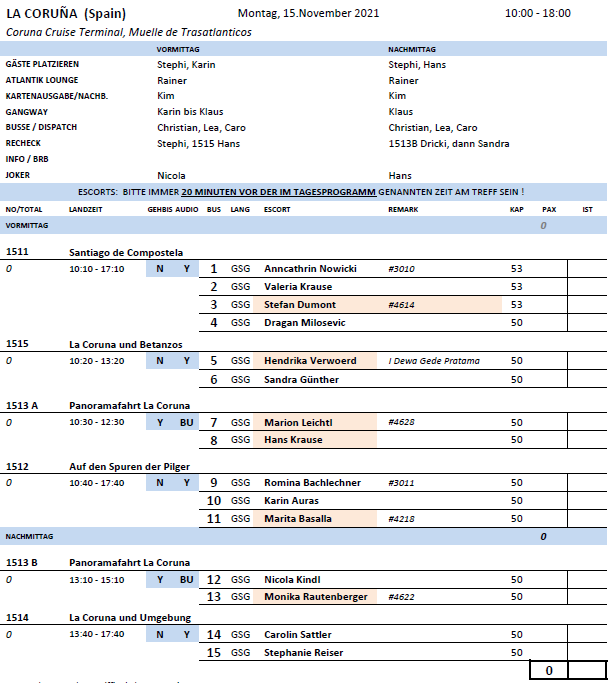 LA CORUÑA (Spain) Montag, 15.November 2021 10:00 - 18:00
Coruna Cruise Terminal, Muelle de Trasatlanticos
VORMITTAG NACHMITTAG
GÄSTE PLATZIEREN Stephi, Karin Stephi, Hans
ATLANTIK LOUNGE Rainer Rainer
KARTENAUSGABE/NACHB. Kim Kim
GANGWAY Karin bis Klaus Klaus
BUSSE / DISPATCH Christian, Lea, Caro Christian, Lea, Caro
RECHECK Stephi, 1515 Hans 1513B Dricki, dann Sandra
INFO / BRB
JOKER Nicola Hans
ESCORTS: BITTE IMMER 20 MINUTEN VOR DER IM TAGESPROGRAMM GENANNTEN ZEIT AM TREFF SEIN !
NO/TOTAL LANDZEIT GEHBIS AUDIO BUS LANG ESCORT REMARK KAP PAX IST
VORMITTAG 0
1511 Santiago de Compostela
0 10:10 - 17:10 N Y 1 GSG Anncathrin Nowicki #3010 53
2 GSG Valeria Krause 53
3 GSG Stefan Dumont #4614 53
4 GSG Dragan Milosevic 50
1515 La Coruna und Betanzos
0 10:20 - 13:20 N Y 5 GSG Hendrika Verwoerd I Dewa Gede Pratama 50
6 GSG Sandra Günther 50
1513 A Panoramafahrt La Coruna
0 10:30 - 12:30 Y BU 7 GSG Marion Leichtl #4628 50
8 GSG Hans Krause 50
1512 Auf den Spuren der Pilger
0 10:40 - 17:40 N Y 9 GSG Romina Bachlechner #3011 50
10 GSG Karin Auras 50
11 GSG Marita Basalla #4218 50
NACHMITTAG 0
1513 B Panoramafahrt La Coruna
0 13:10 - 15:10 Y BU 12 GSG Nicola Kindl 50
13 GSG Monika Rautenberger #4622 50
1514 La Coruna und Umgebung
0 13:40 - 17:40 N Y 14 GSG Carolin Sattler 50
15 GSG Stephanie Reiser 50
0